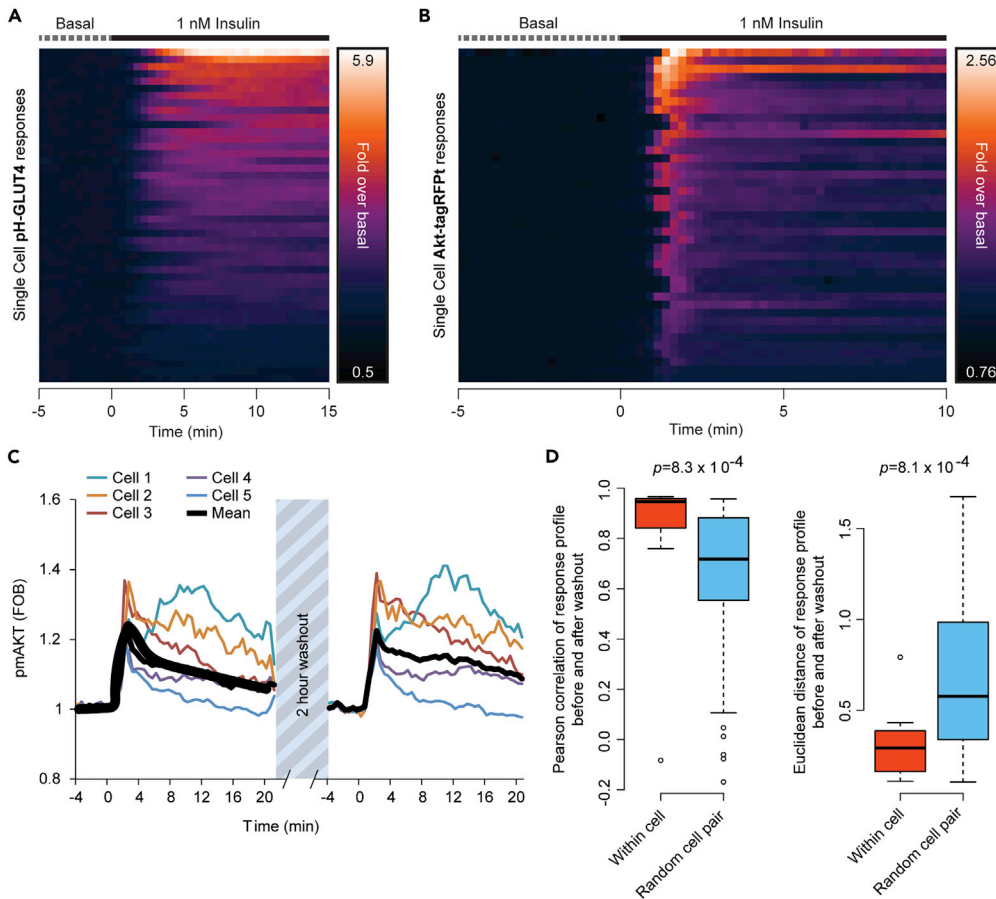 A
Basal
1 nM Insulin
Single Cell pH-GLUT4 responses
5.9
Fold over basal
0.5
-5 0 5 10 15
Time (min)
B
Basal
1 nM Insulin
Single Cell Akt-tagRFPt responses
2.56
Fold over basal
0.76
-5 0 5 10
Time (min)
C
Cell 1
Cell 2
Cell 3
Cell 4
Cell 5
Mean
pmAKT (FOB)
1.6
1.4
1.2
1
0.8
2 hour washout
-4 0 4 8 12 16 20 -4 0 4 8 12 16 20
Time (min)
D
p=8.3 x 10-4
Pearson correlation of response profile
before and after washout
1.0
0.8
0.6
0.4
0.2
0.0
-0.2
Within cell
Random cell pair
p=8.1 x 10-4
Euclidean distance of response profile
before and after washout
1.5
1.0
0.5
Within cell
Random cell pair